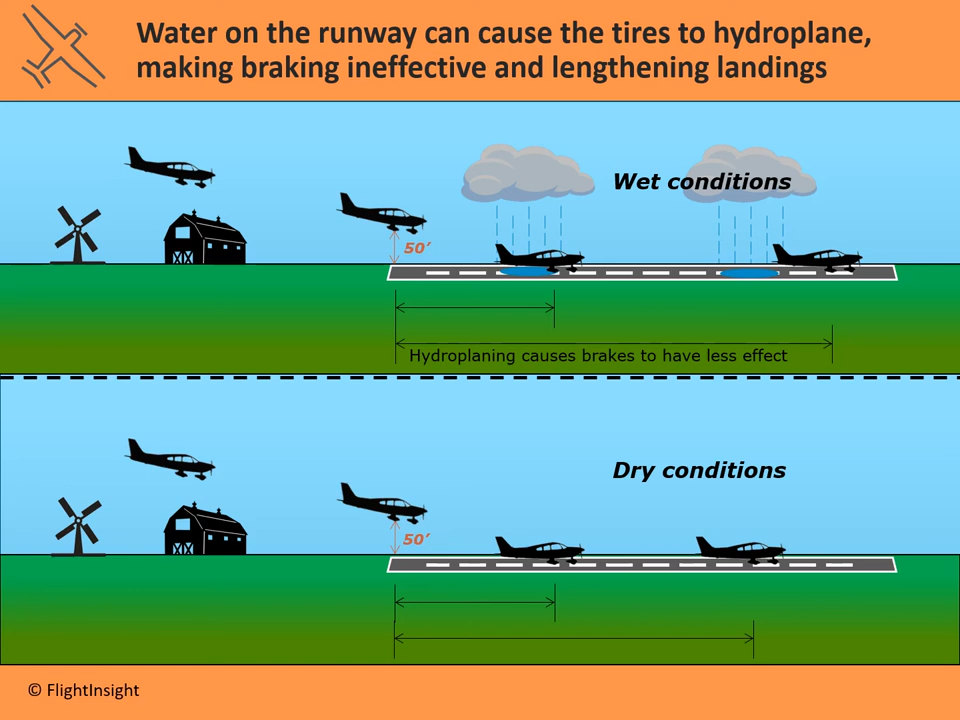 Water on the runway can cause the tires to hydroplane,
making braking ineffective and lengthening landings
Wet conditions
50′
Hydroplaning causes brakes to have less effect
Dry conditions
50′
© FlightInsight